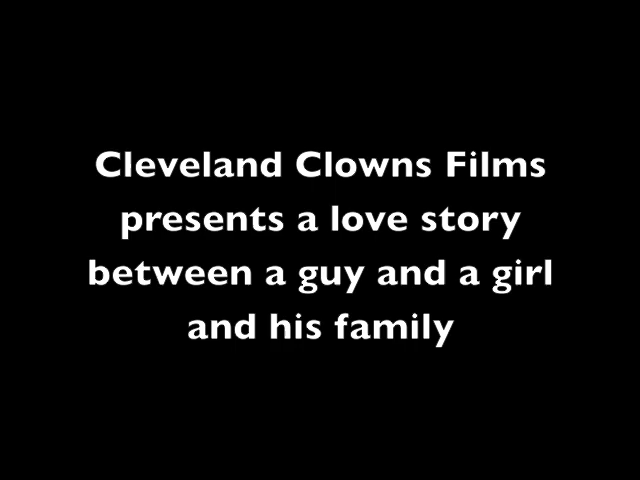 Cleveland Clowns Films
presents a love story
between a guy and a girl
and his family